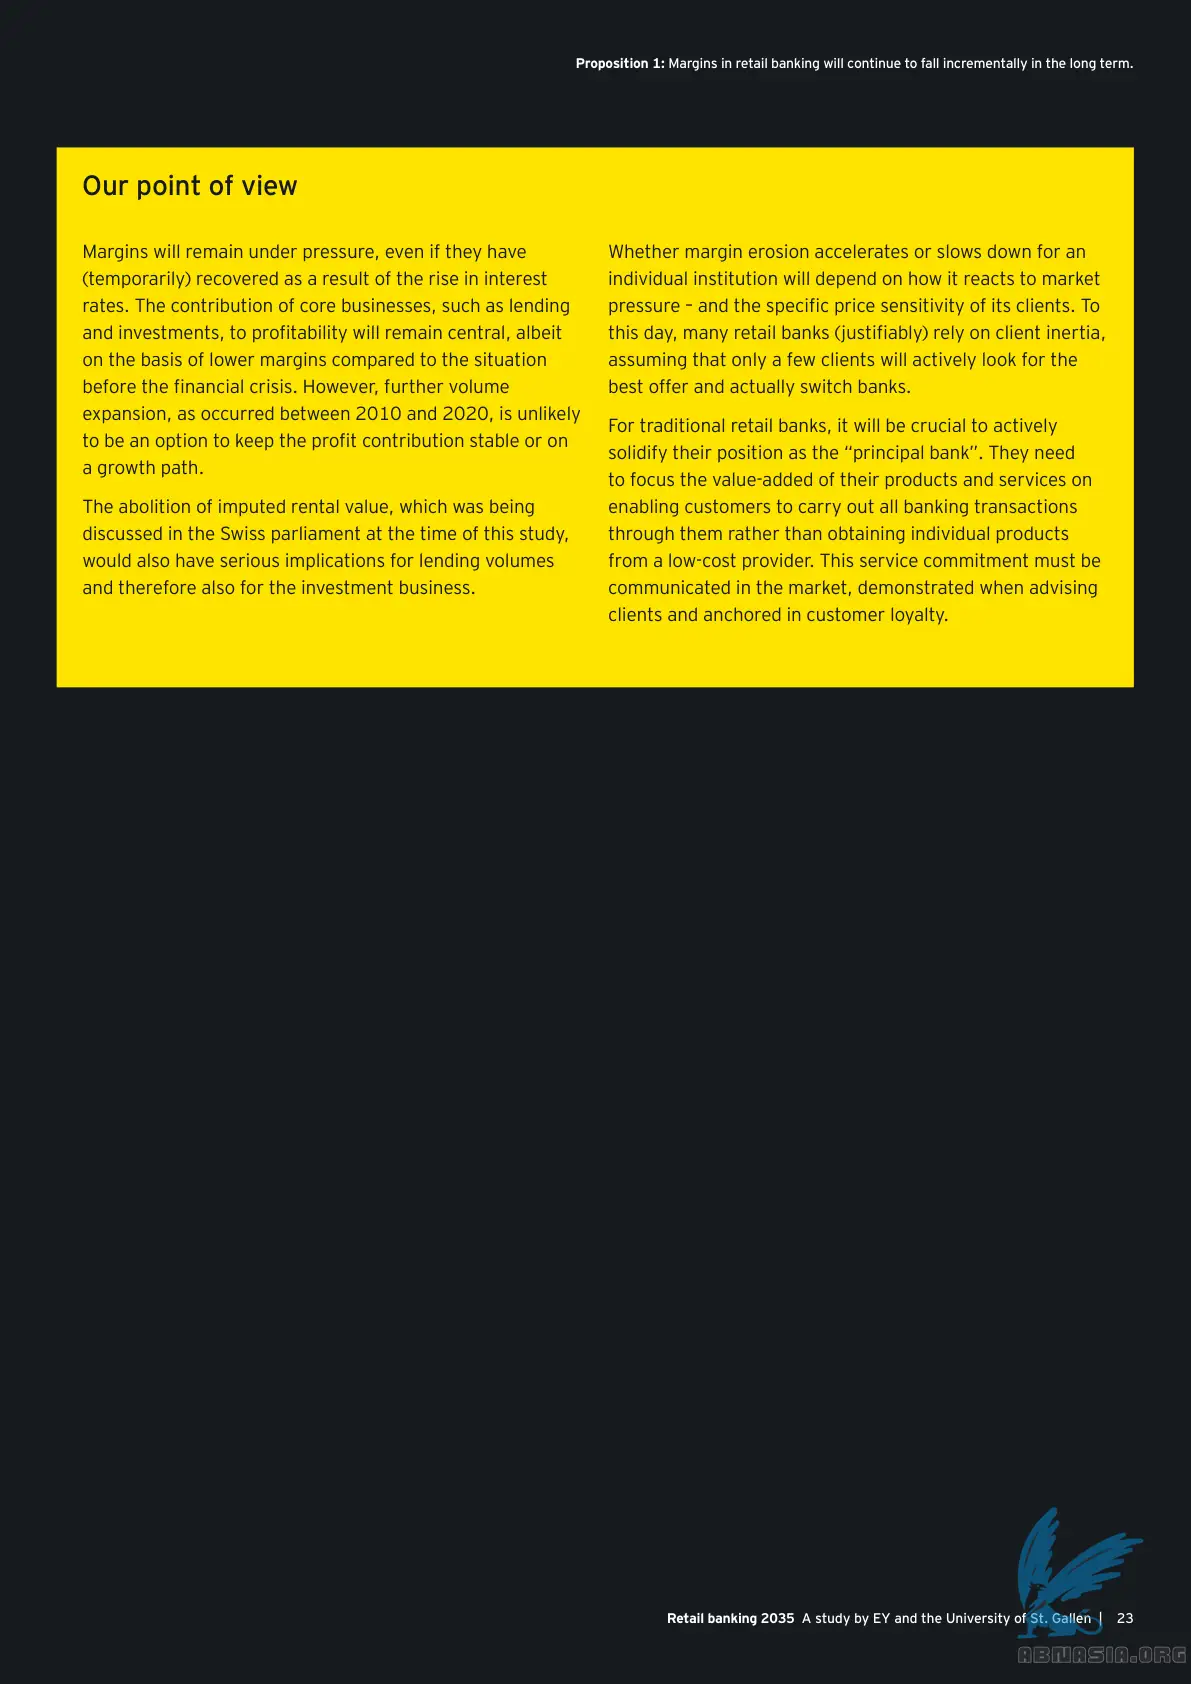 Proposition 1: Margins in retail banking will continue to fall incrementally in the long term.
Our point of view
Margins will remain under pressure, even if they have
(temporarily) recovered as a result of the rise in interest
rates. The contribution of core businesses, such as lending
and investments, to profitability will remain central, albeit
on the basis of lower margins compared to the situation
before the financial crisis. However, further volume
expansion, as occurred between 2010 and 2020, is unlikely
to be an option to keep the profit contribution stable or on
a growth path.
The abolition of imputed rental value, which was being
discussed in the Swiss parliament at the time of this study,
would also have serious implications for lending volumes
and therefore also for the investment business.
Whether margin erosion accelerates or slows down for an
individual institution will depend on how it reacts to market
pressure – and the specific price sensitivity of its clients. To
this day, many retail banks (justifiably) rely on client inertia,
assuming that only a few clients will actively look for the
best offer and actually switch banks.
For traditional retail banks, it will be crucial to actively
solidify their position as the “principal bank”. They need
to focus the value-added of their products and services on
enabling customers to carry out all banking transactions
through them rather than obtaining individual products
from a low-cost provider. This service commitment must be
communicated in the market, demonstrated when advising
clients and anchored in customer loyalty.
Retail banking 2035 A study by EY and the University of St. Gallen | 23
ABNASIA.ORG